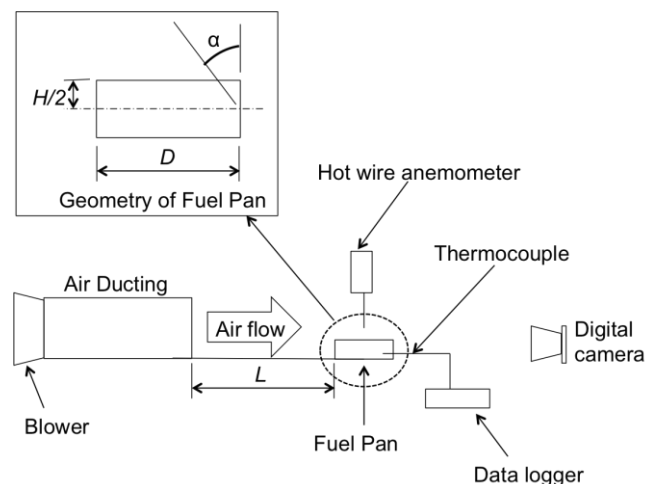 α
H/2
D
Geometry of Fuel Pan
Hot wire anemometer
Thermocouple
Air Ducting
Air flow
Digital
camera
L
Blower
Fuel Pan
Data logger